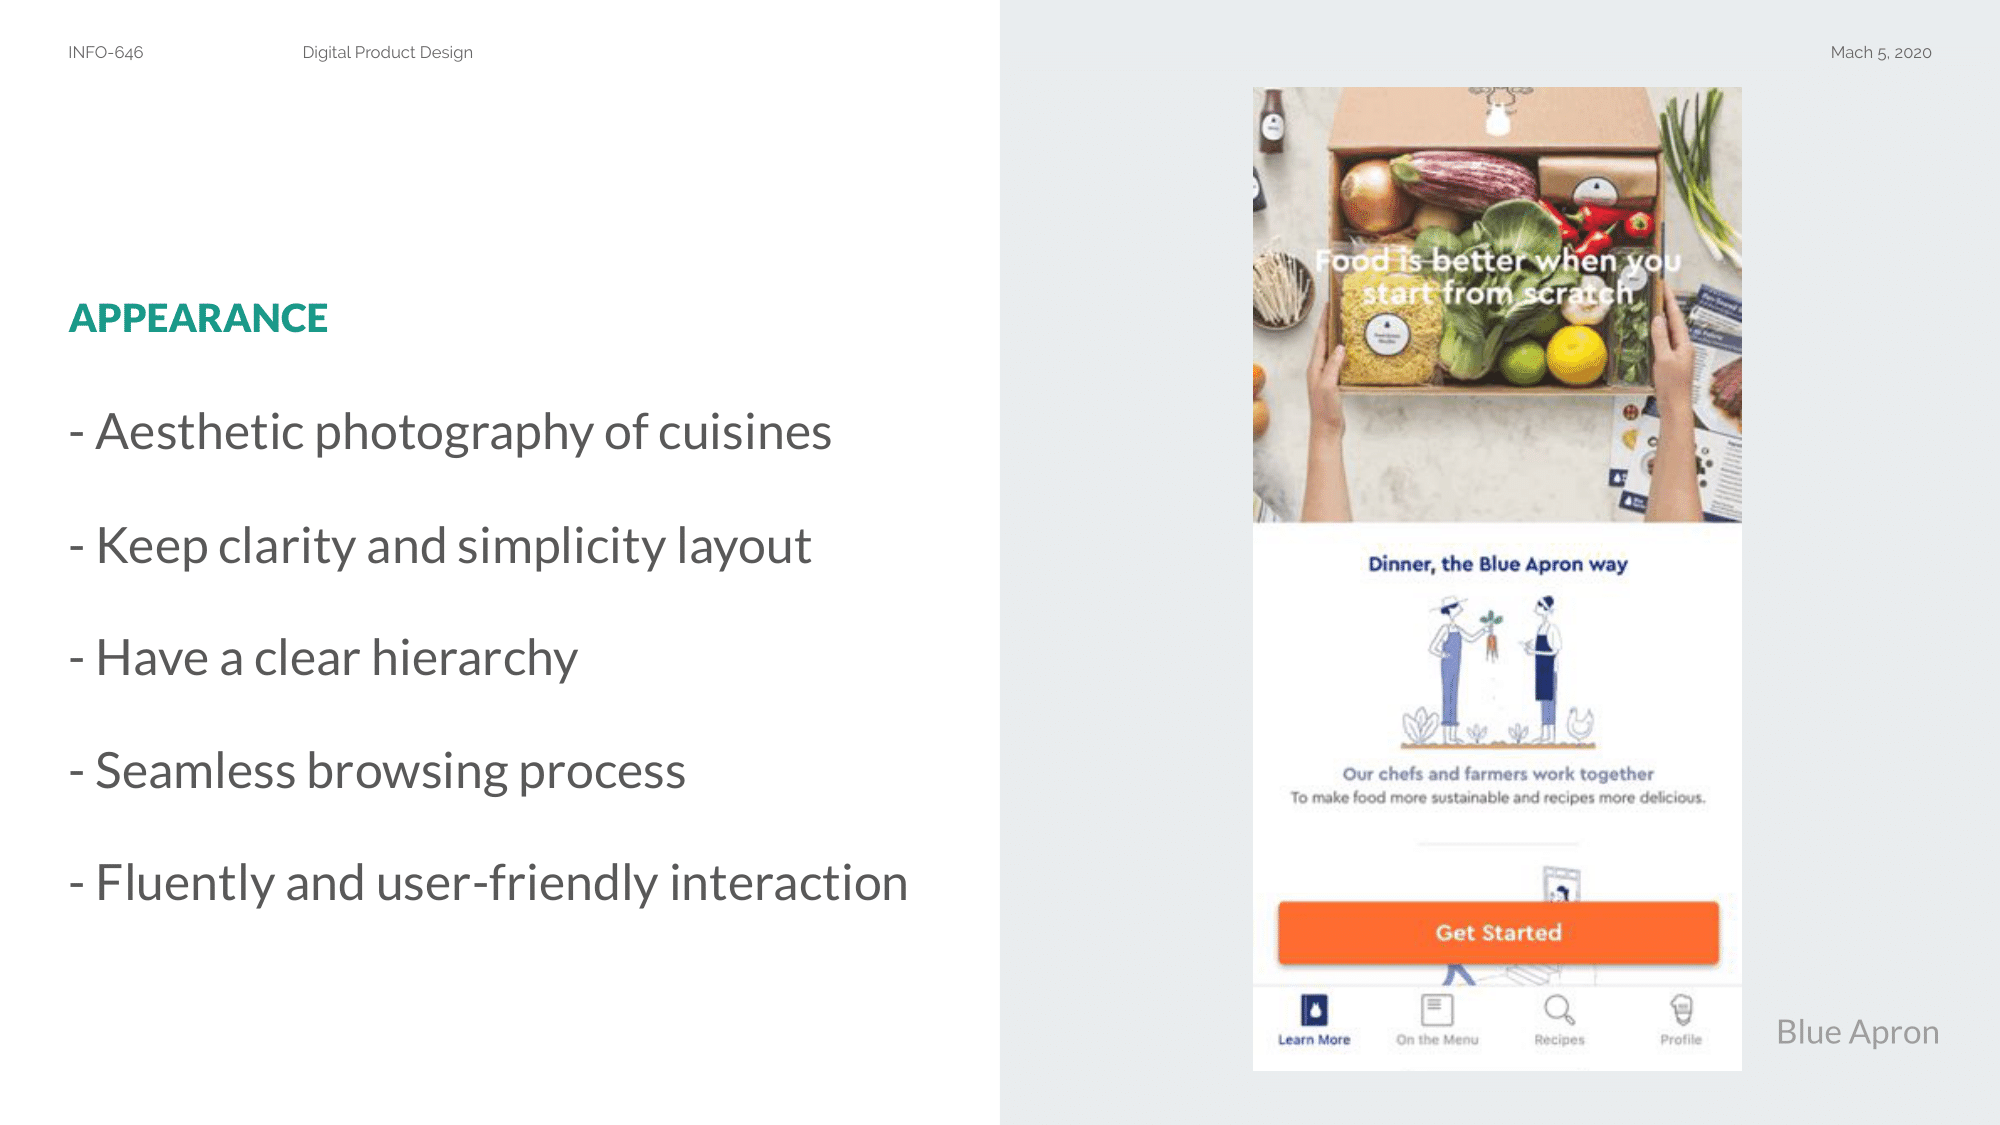 INFO-646
Digital Product Design
Mach 5, 2020
APPEARANCE
- Aesthetic photography of cuisines
- Keep clarity and simplicity layout
- Have a clear hierarchy
- Seamless browsing process
- Fluently and user-friendly interaction
Food is better when you
start from scratch
Dinner, the Blue Apron way
Our chefs and farmers work together
To make food more sustainable and recipes more delicious.
Get Started
Learn More
On the Menu
Recipes
Profile
Blue Apron